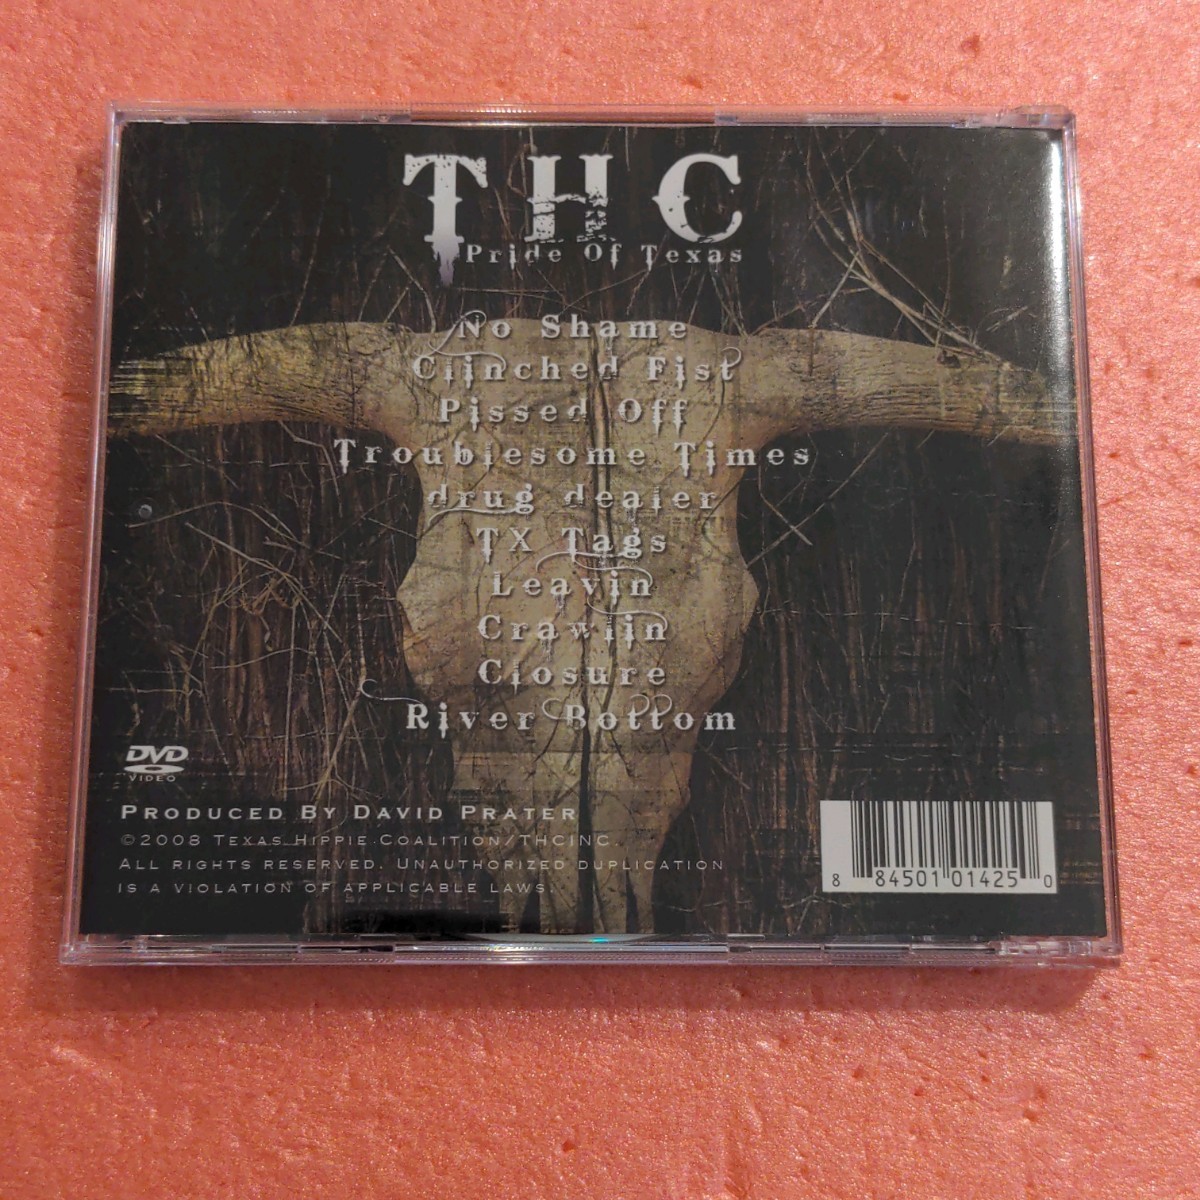 THC
Pride Of Texas
No Shame
Clinched Fist
Pissed Off
Troublesome Times
drug dealer
TX Tags
Leavin
Crawlin
Closure
River Bottom
DVD
VIDEO
PRODUCED BY DAVID PRATER
©2008 TEXAS HIPPIE COALITION/THCINC.
ALL RIGHTS RESERVED. UNAUTHORIZED DUPLICATION
IS A VIOLATION OF APPLICABLE LAWS.
8 84501 01425 0